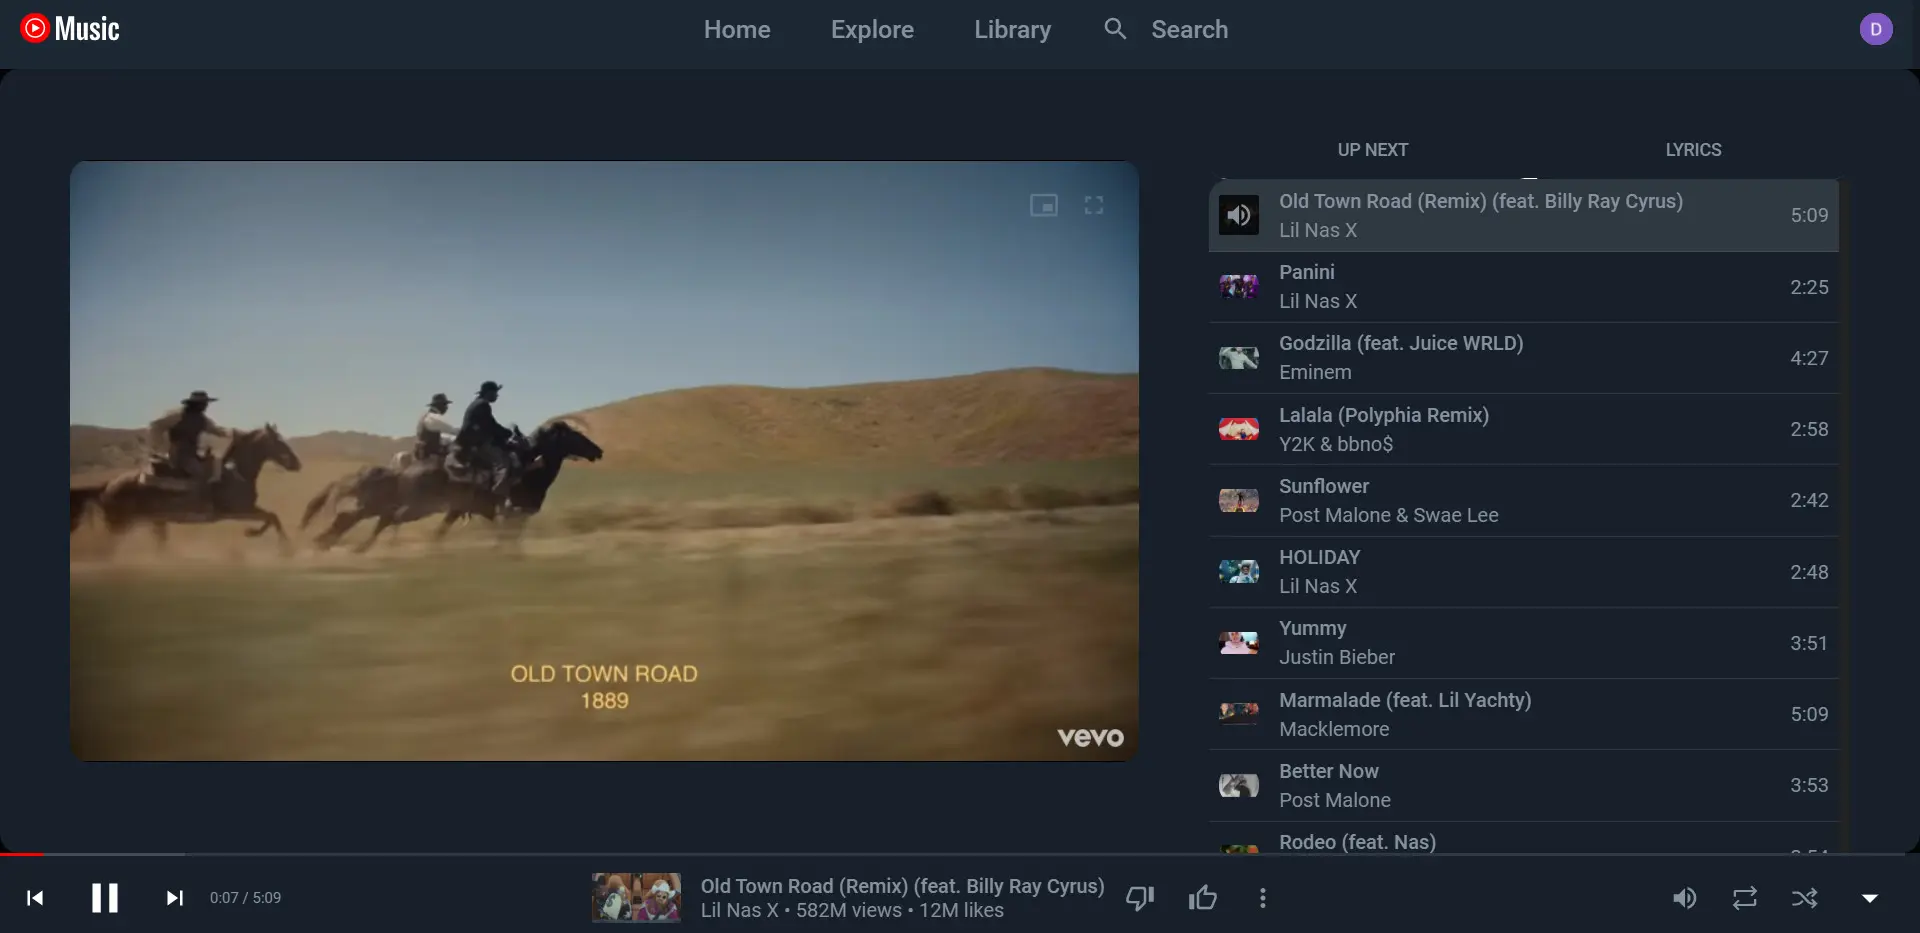 Music
Home
Explore
Library
Search
D
UP NEXT
LYRICS
Old Town Road (Remix) (feat. Billy Ray Cyrus)
Lil Nas X
5:09
Panini
Lil Nas X
2:25
Godzilla (feat. Juice WRLD)
Eminem
4:27
Lalala (Polyphia Remix)
Y2K & bbno$
2:58
Sunflower
Post Malone & Swae Lee
2:42
HOLIDAY
Lil Nas X
2:48
Yummy
Justin Bieber
3:51
Marmalade (feat. Lil Yachty)
Macklemore
5:09
Better Now
Post Malone
3:53
Rodeo (feat. Nas)
OLD TOWN ROAD
1889
vevo
0:07 / 5:09
Old Town Road (Remix) (feat. Billy Ray Cyrus)
Lil Nas X • 582M views • 12M likes